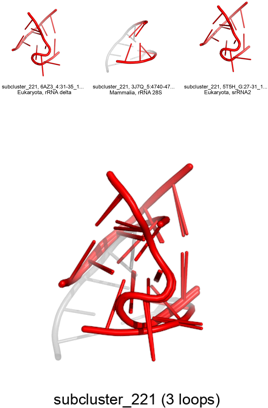 subcluster_221, 6AZ3_4:31-35_1...
Eukaryota, rRNA delta
subcluster_221, 3J7Q_5:4740-47...
Mammalia, rRNA 28S
subcluster_221, 5T5H_G:27-31_1...
Eukaryota, srRNA2
subcluster_221 (3 loops)